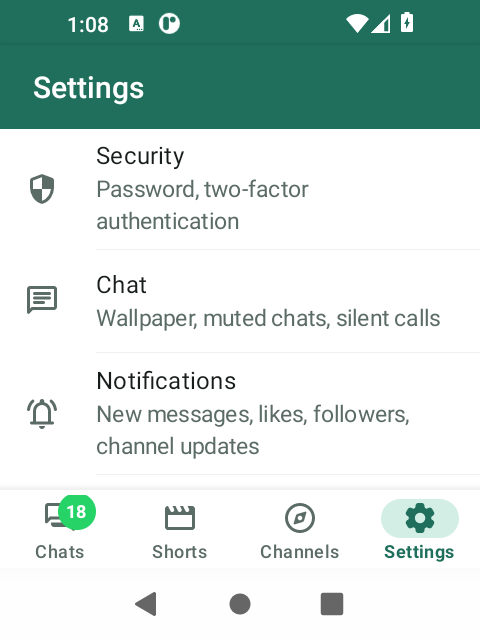 1:08
Settings
Security
Password, two-factor
authentication
Chat
Wallpaper, muted chats, silent calls
Notifications
New messages, likes, followers,
channel updates
18
Chats
Shorts
Channels
Settings